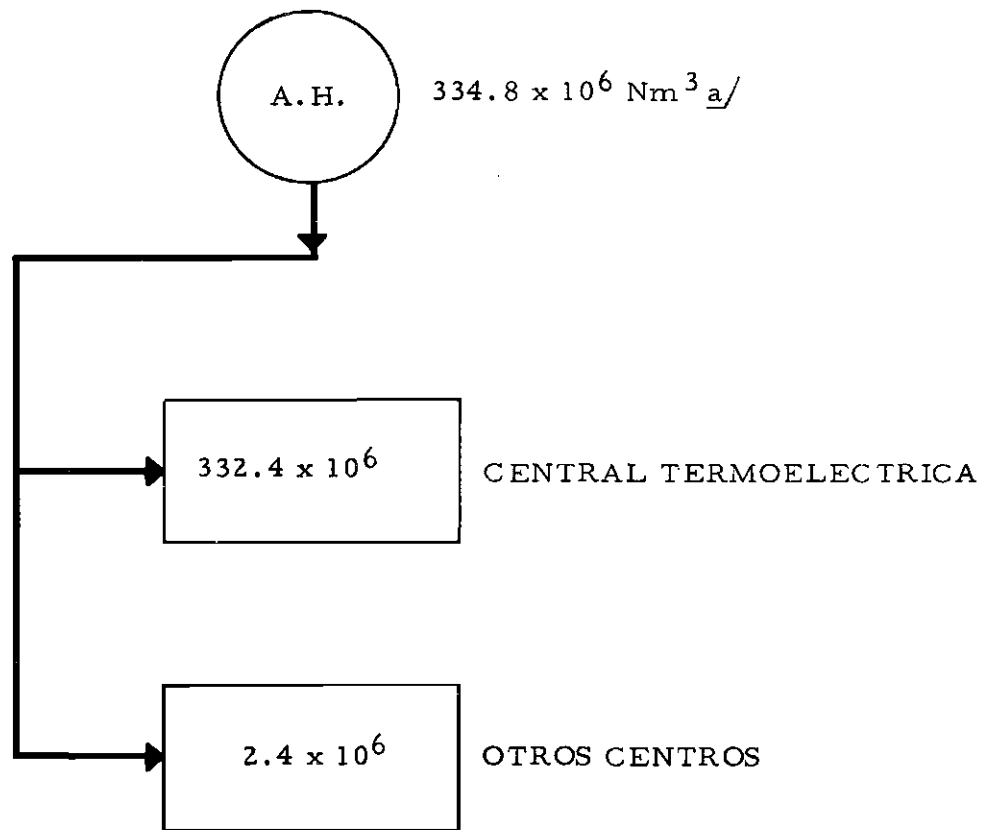 A.H. 334.8 x 10⁶ Nm³ a/
332.4 x 10⁶ CENTRAL TERMOELECTRICA
2.4 x 10⁶ OTROS CENTROS